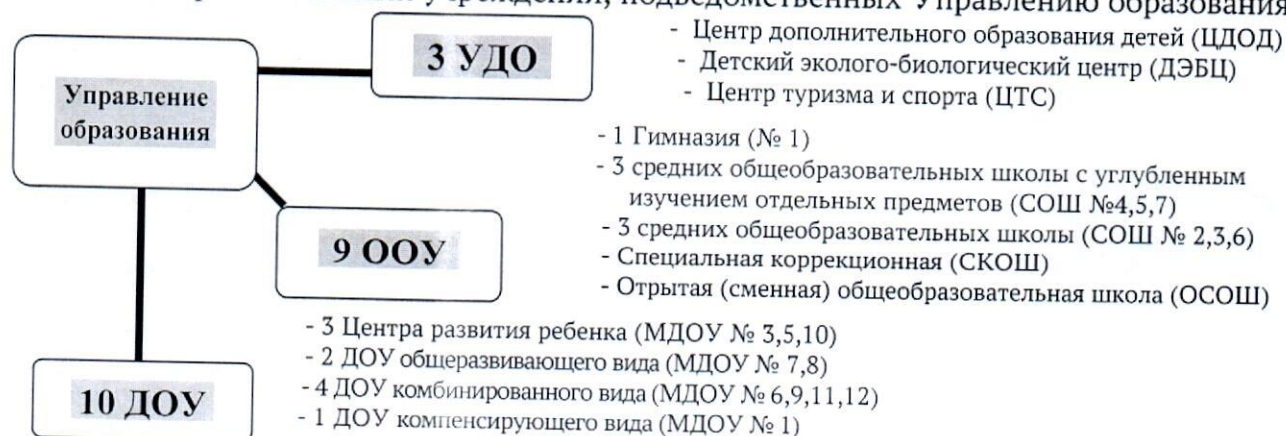 учреждения, подведомственных Управлению образования
3 УДО
- Центр дополнительного образования детей (ЦДОД)
- Детский эколого-биологический центр (ДЭБЦ)
- Центр туризма и спорта (ЦТС)
Управление
образования
- 1 Гимназия (№ 1)
- 3 средних общеобразовательных школы с углубленным
изучением отдельных предметов (СОШ №4,5,7)
- 3 средних общеобразовательных школы (СОШ № 2,3,6)
- Специальная коррекционная (СКОШ)
- Отрытая (сменная) общеобразовательная школа (ОСОШ)
9 ООУ
- 3 Центра развития ребенка (МДОУ № 3,5,10)
- 2 ДОУ общеразвивающего вида (МДОУ № 7,8)
- 4 ДОУ комбинированного вида (МДОУ № 6,9,11,12)
- 1 ДОУ компенсирующего вида (МДОУ № 1)
10 ДОУ